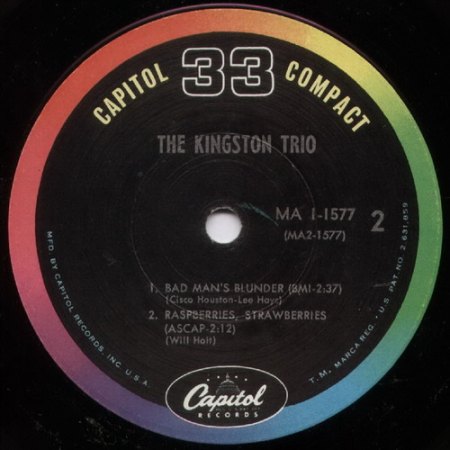 CAPITOL 33 COMPACT
THE KINGSTON TRIO
MA 1-1577
2
(MA2-1577)
1. BAD MAN'S BLUNDER (BMI-2:37)
(Cisco Houston-Lee Hays)
2. RASPBERRIES, STRAWBERRIES
(ASCAP-2:12)
(Will Holt)
MFD. BY CAPITOL RECORDS, INC., U.S.A.
T.M. MARCA REG. • U.S. PAT. NO. 2,631,859
Capitol
RECORDS